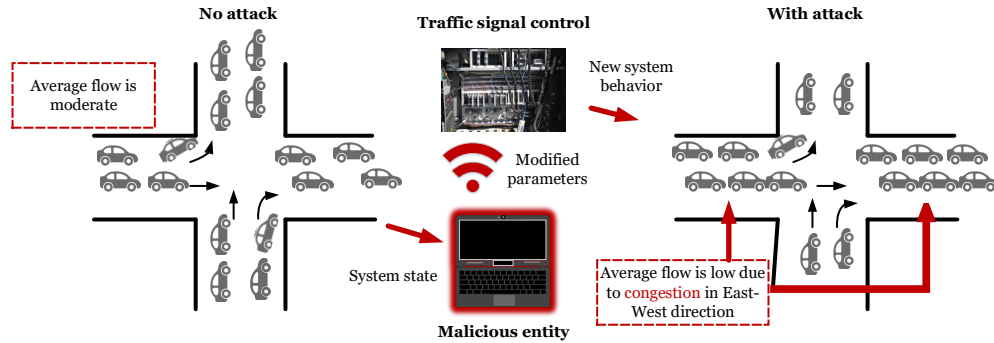 No attack
Average flow is
moderate
Traffic signal control
Modified
parameters
System state
Malicious entity
New system
behavior
With attack
Average flow is low due
to congestion in East-
West direction